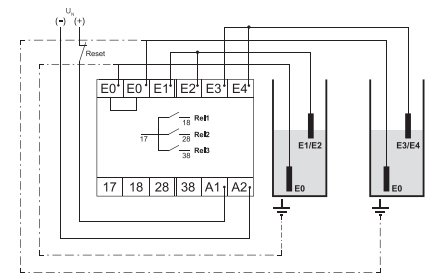 U_N
(-) (+)
Reset
E0 E0 E1 E2 E3 E4
18 Rel1
17 28 Rel2
38 Rel3
17 18 28 38 A1 A2
E1/E2
E0
E3/E4
E0